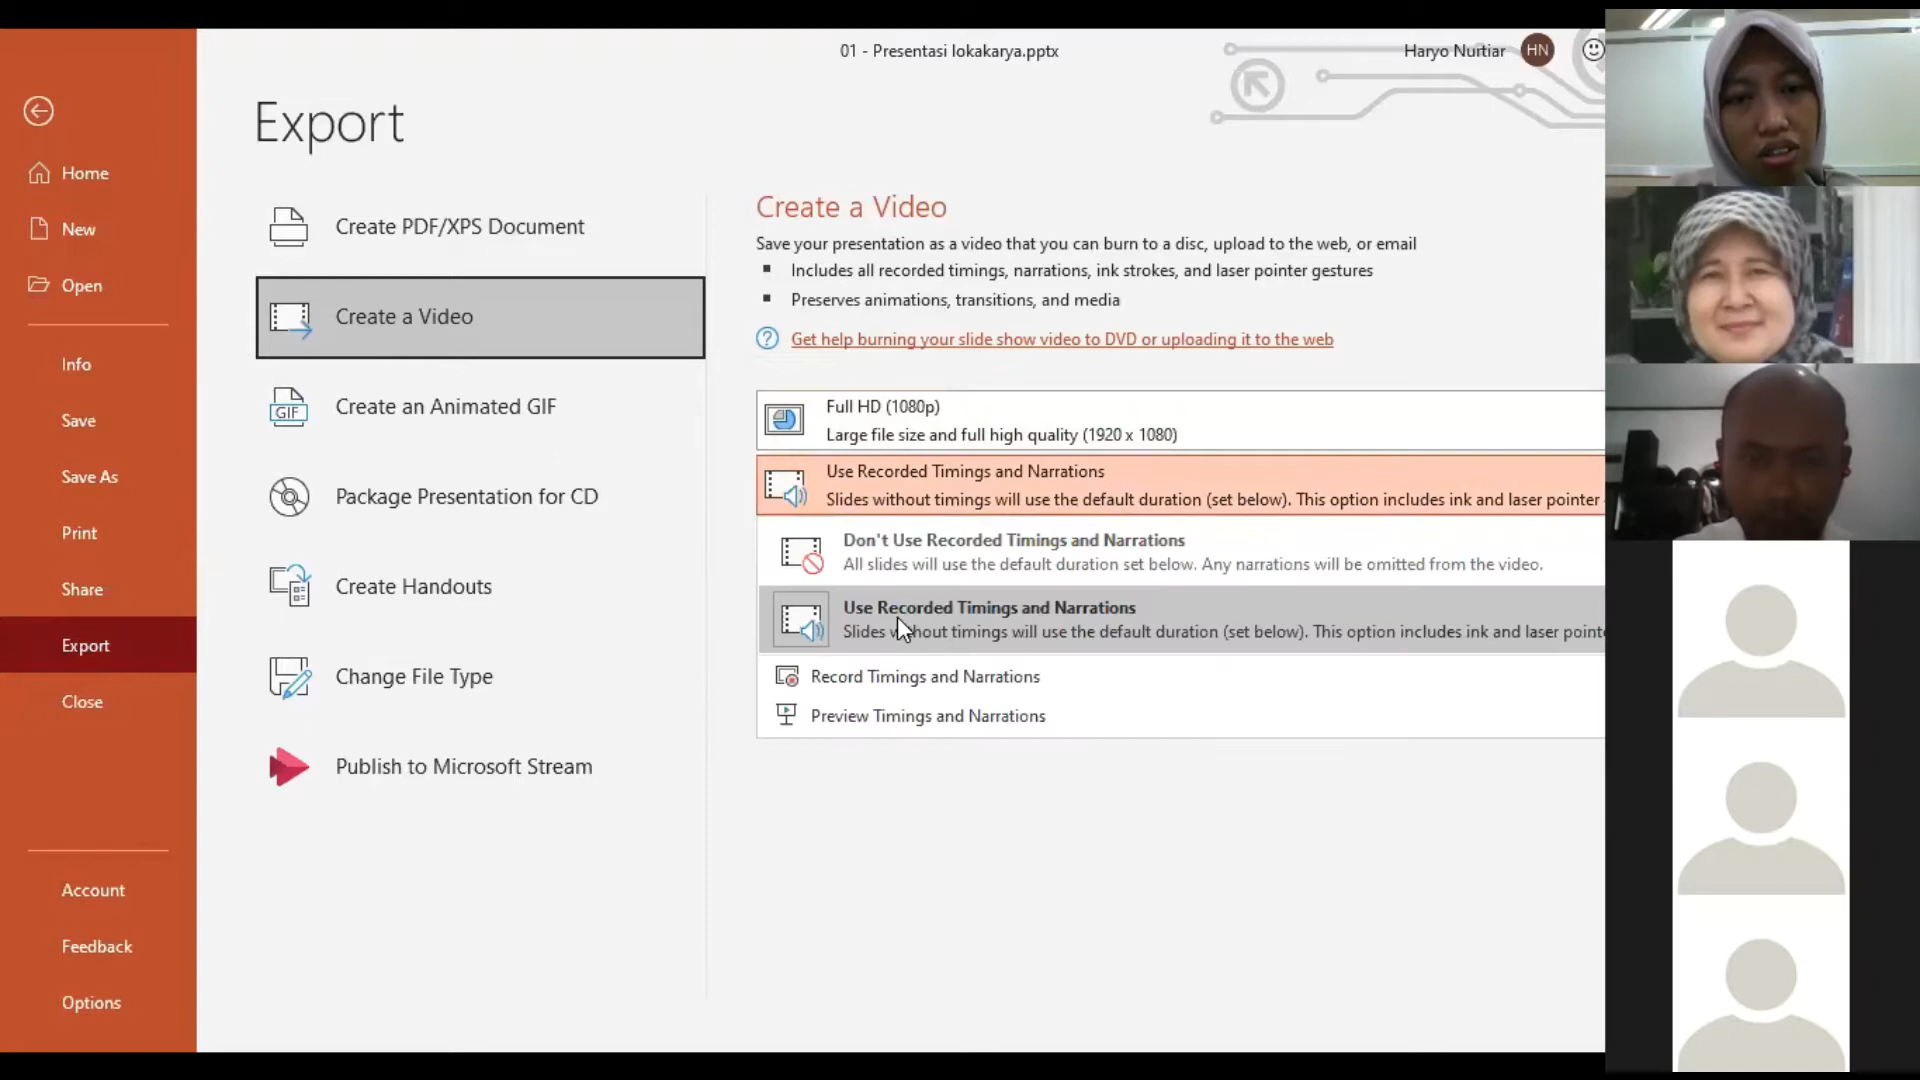 01 - Presentasi lokakarya.pptx
Haryo Nurtiar
HN
Home
New
Open
Info
Save
Save As
Print
Share
Export
Close
Account
Feedback
Options
Export
Create PDF/XPS Document
Create a Video
GIF
Create an Animated GIF
Package Presentation for CD
Create Handouts
Change File Type
Publish to Microsoft Stream
Create a Video
Save your presentation as a video that you can burn to a disc, upload to the web, or email
Includes all recorded timings, narrations, ink strokes, and laser pointer gestures
Preserves animations, transitions, and media
Get help burning your slide show video to DVD or uploading it to the web
Full HD (1080p)
Large file size and full high quality (1920 x 1080)
Use Recorded Timings and Narrations
Slides without timings will use the default duration (set below). This option includes ink and laser pointer
Don't Use Recorded Timings and Narrations
All slides will use the default duration set below. Any narrations will be omitted from the video.
Use Recorded Timings and Narrations
Slides without timings will use the default duration (set below). This option includes ink and laser pointe
Record Timings and Narrations
Preview Timings and Narrations